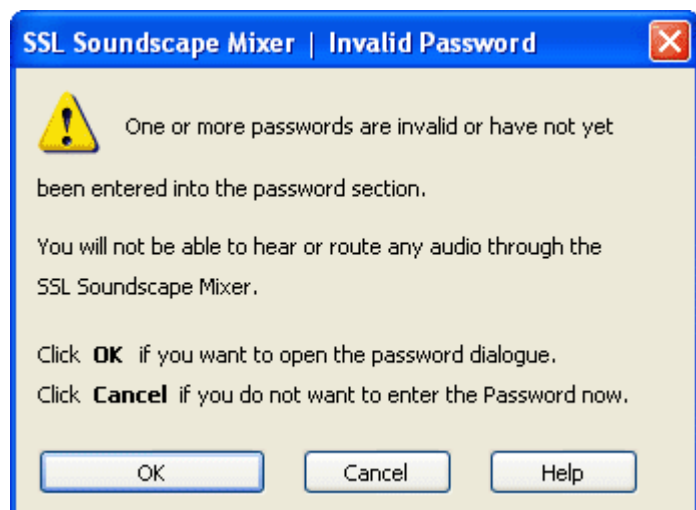 SSL Soundscape Mixer | Invalid Password
One or more passwords are invalid or have not yet
been entered into the password section.
You will not be able to hear or route any audio through the
SSL Soundscape Mixer.
Click OK if you want to open the password dialogue.
Click Cancel if you do not want to enter the Password now.
OK Cancel Help